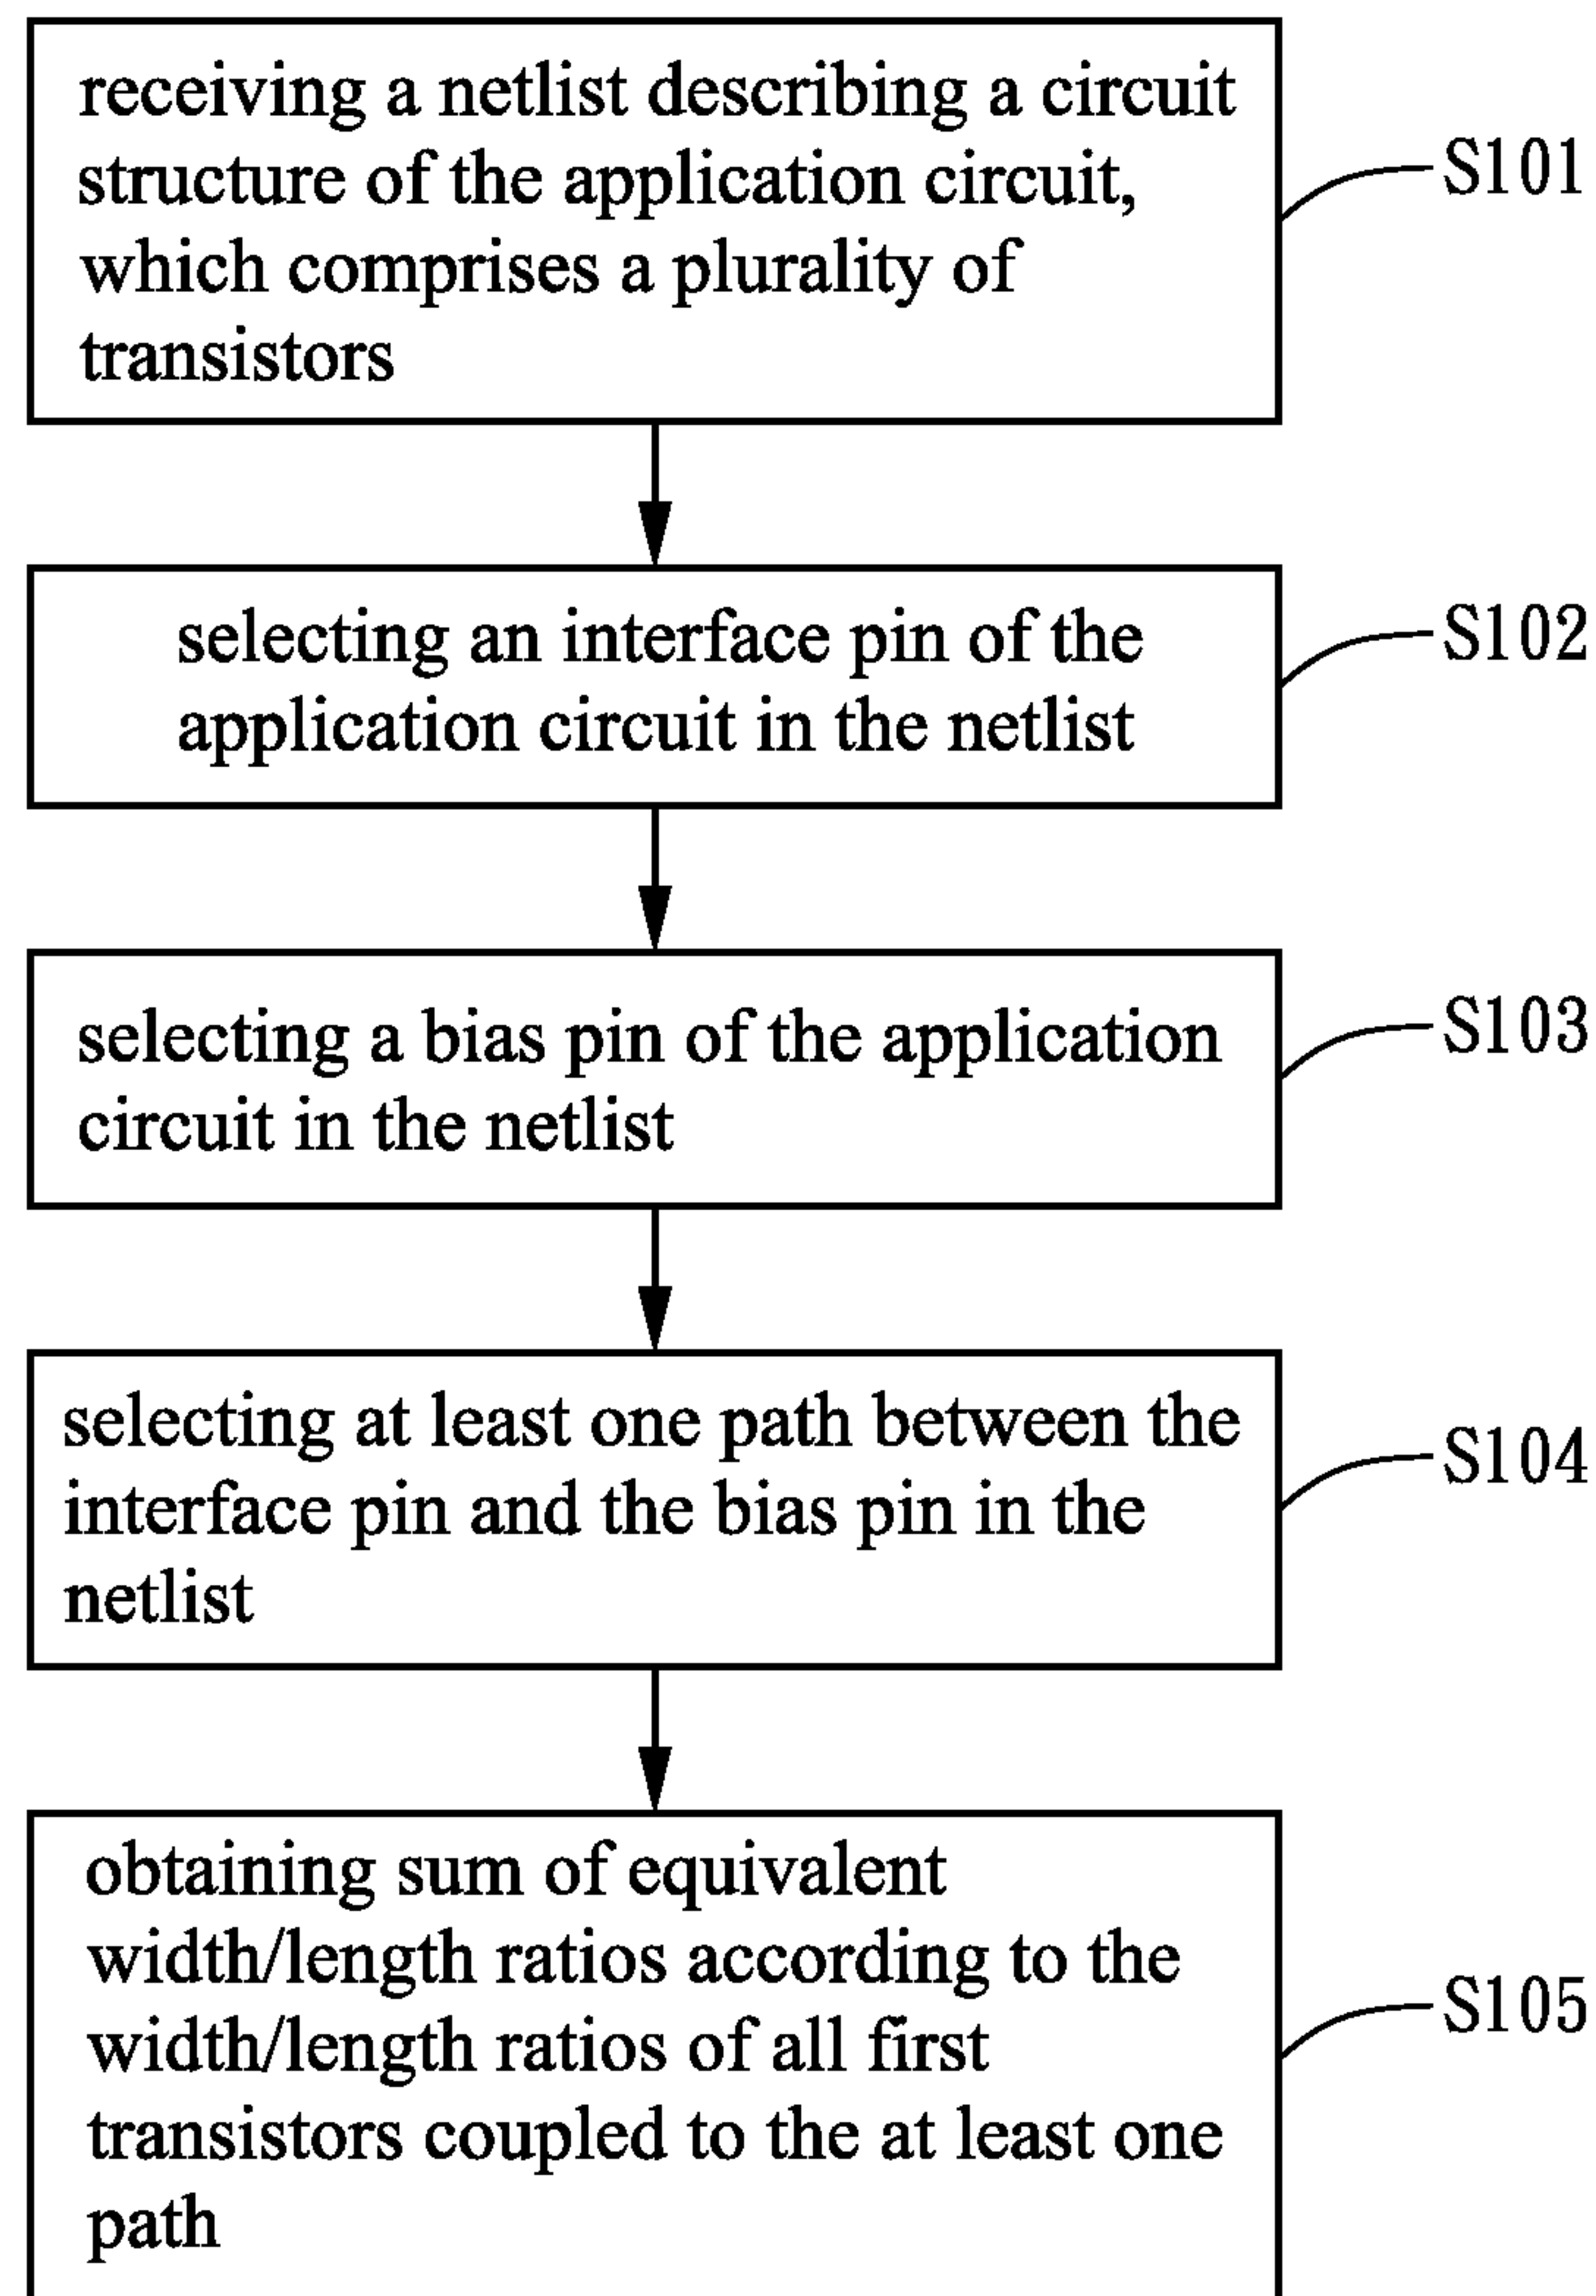 receiving a netlist describing a circuit
structure of the application circuit,
which comprises a plurality of
transistors
S101
selecting an interface pin of the
application circuit in the netlist
S102
selecting a bias pin of the application
circuit in the netlist
S103
selecting at least one path between the
interface pin and the bias pin in the
netlist
S104
obtaining sum of equivalent
width/length ratios according to the
width/length ratios of all first
transistors coupled to the at least one
path
S105